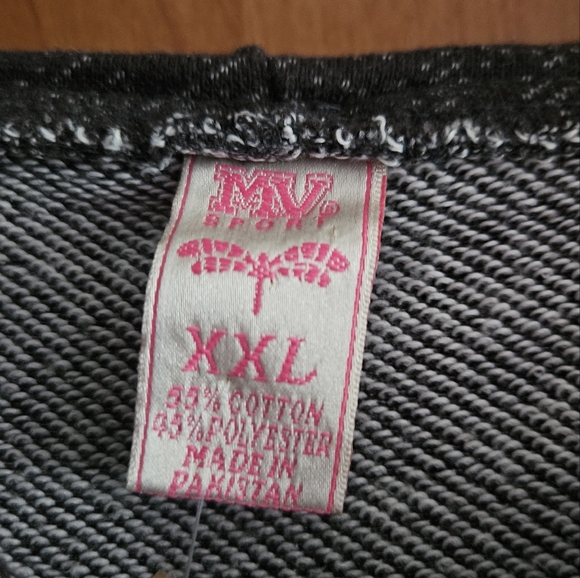 MV®
SPORT
XXL
55% COTTON
45% POLYESTER
MADE IN
PAKISTAN